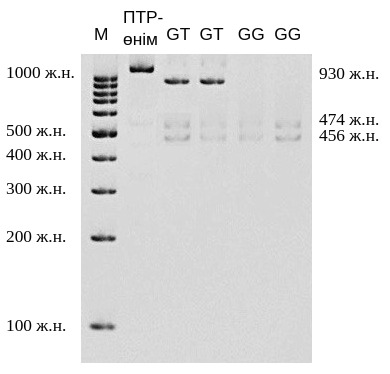 ПТР-
M өнім GT GT GG GG
1000 ж.н. 930 ж.н.
500 ж.н. 474 ж.н.
456 ж.н.
400 ж.н.
300 ж.н.
200 ж.н.
100 ж.н.